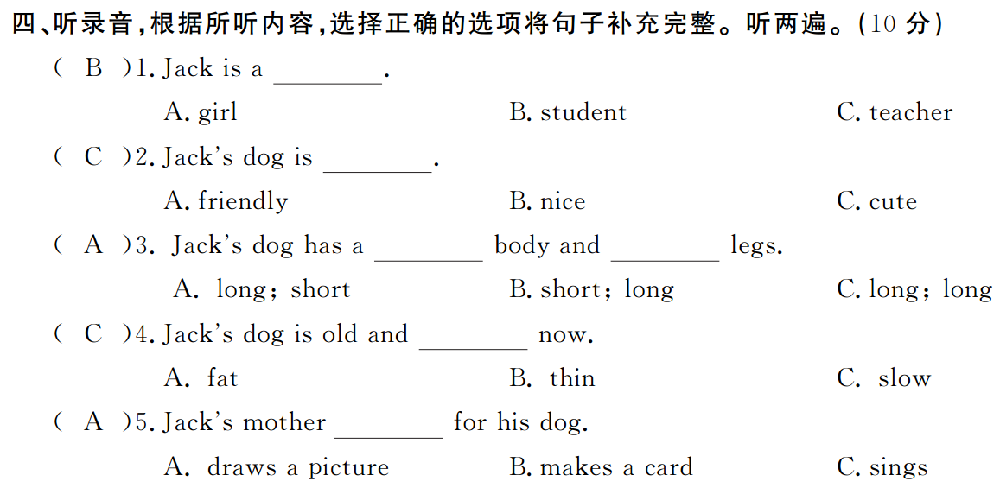 四、听录音,根据所听内容,选择正确的选项将句子补充完整。听两遍。(10 分)
( B )1. Jack is a ________.
A. girl B. student C. teacher
( C )2. Jack's dog is ________.
A. friendly B. nice C. cute
( A )3. Jack's dog has a ________ body and ________ legs.
A. long; short B. short; long C. long; long
( C )4. Jack's dog is old and ________ now.
A. fat B. thin C. slow
( A )5. Jack's mother ________ for his dog.
A. draws a picture B. makes a card C. sings